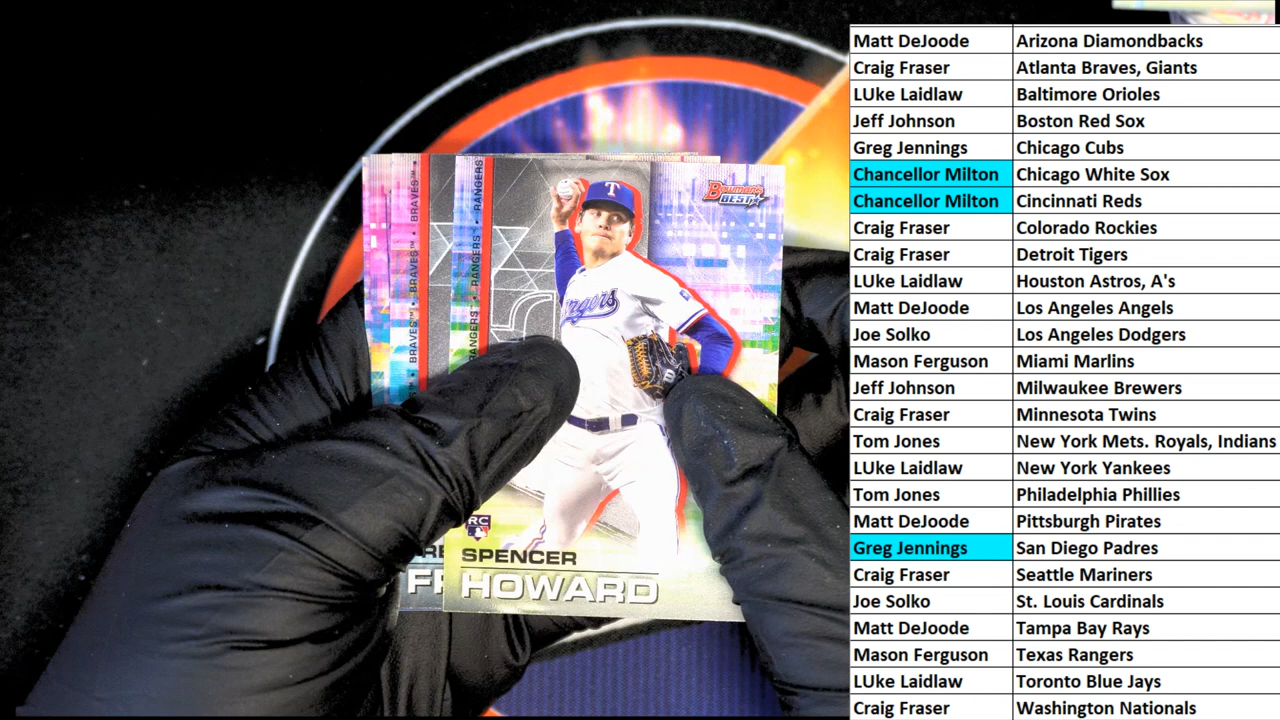 Matt DeJoode Arizona Diamondbacks
Craig Fraser Atlanta Braves, Giants
LUke Laidlaw Baltimore Orioles
Jeff Johnson Boston Red Sox
Greg Jennings Chicago Cubs
Chancellor Milton Chicago White Sox
Chancellor Milton Cincinnati Reds
Craig Fraser Colorado Rockies
Craig Fraser Detroit Tigers
LUke Laidlaw Houston Astros, A's
Matt DeJoode Los Angeles Angels
Joe Solko Los Angeles Dodgers
Mason Ferguson Miami Marlins
Jeff Johnson Milwaukee Brewers
Craig Fraser Minnesota Twins
Tom Jones New York Mets. Royals, Indians
LUke Laidlaw New York Yankees
Tom Jones Philadelphia Phillies
Matt DeJoode Pittsburgh Pirates
Greg Jennings San Diego Padres
Craig Fraser Seattle Mariners
Joe Solko St. Louis Cardinals
Matt DeJoode Tampa Bay Rays
Mason Ferguson Texas Rangers
LUke Laidlaw Toronto Blue Jays
Craig Fraser Washington Nationals
BRAVES™ • BRAVES™ • BRAVES™
RANGERS • RANGERS • RANGERS
Bowman's
BEST
T
RC
SPENCER
HOWARD